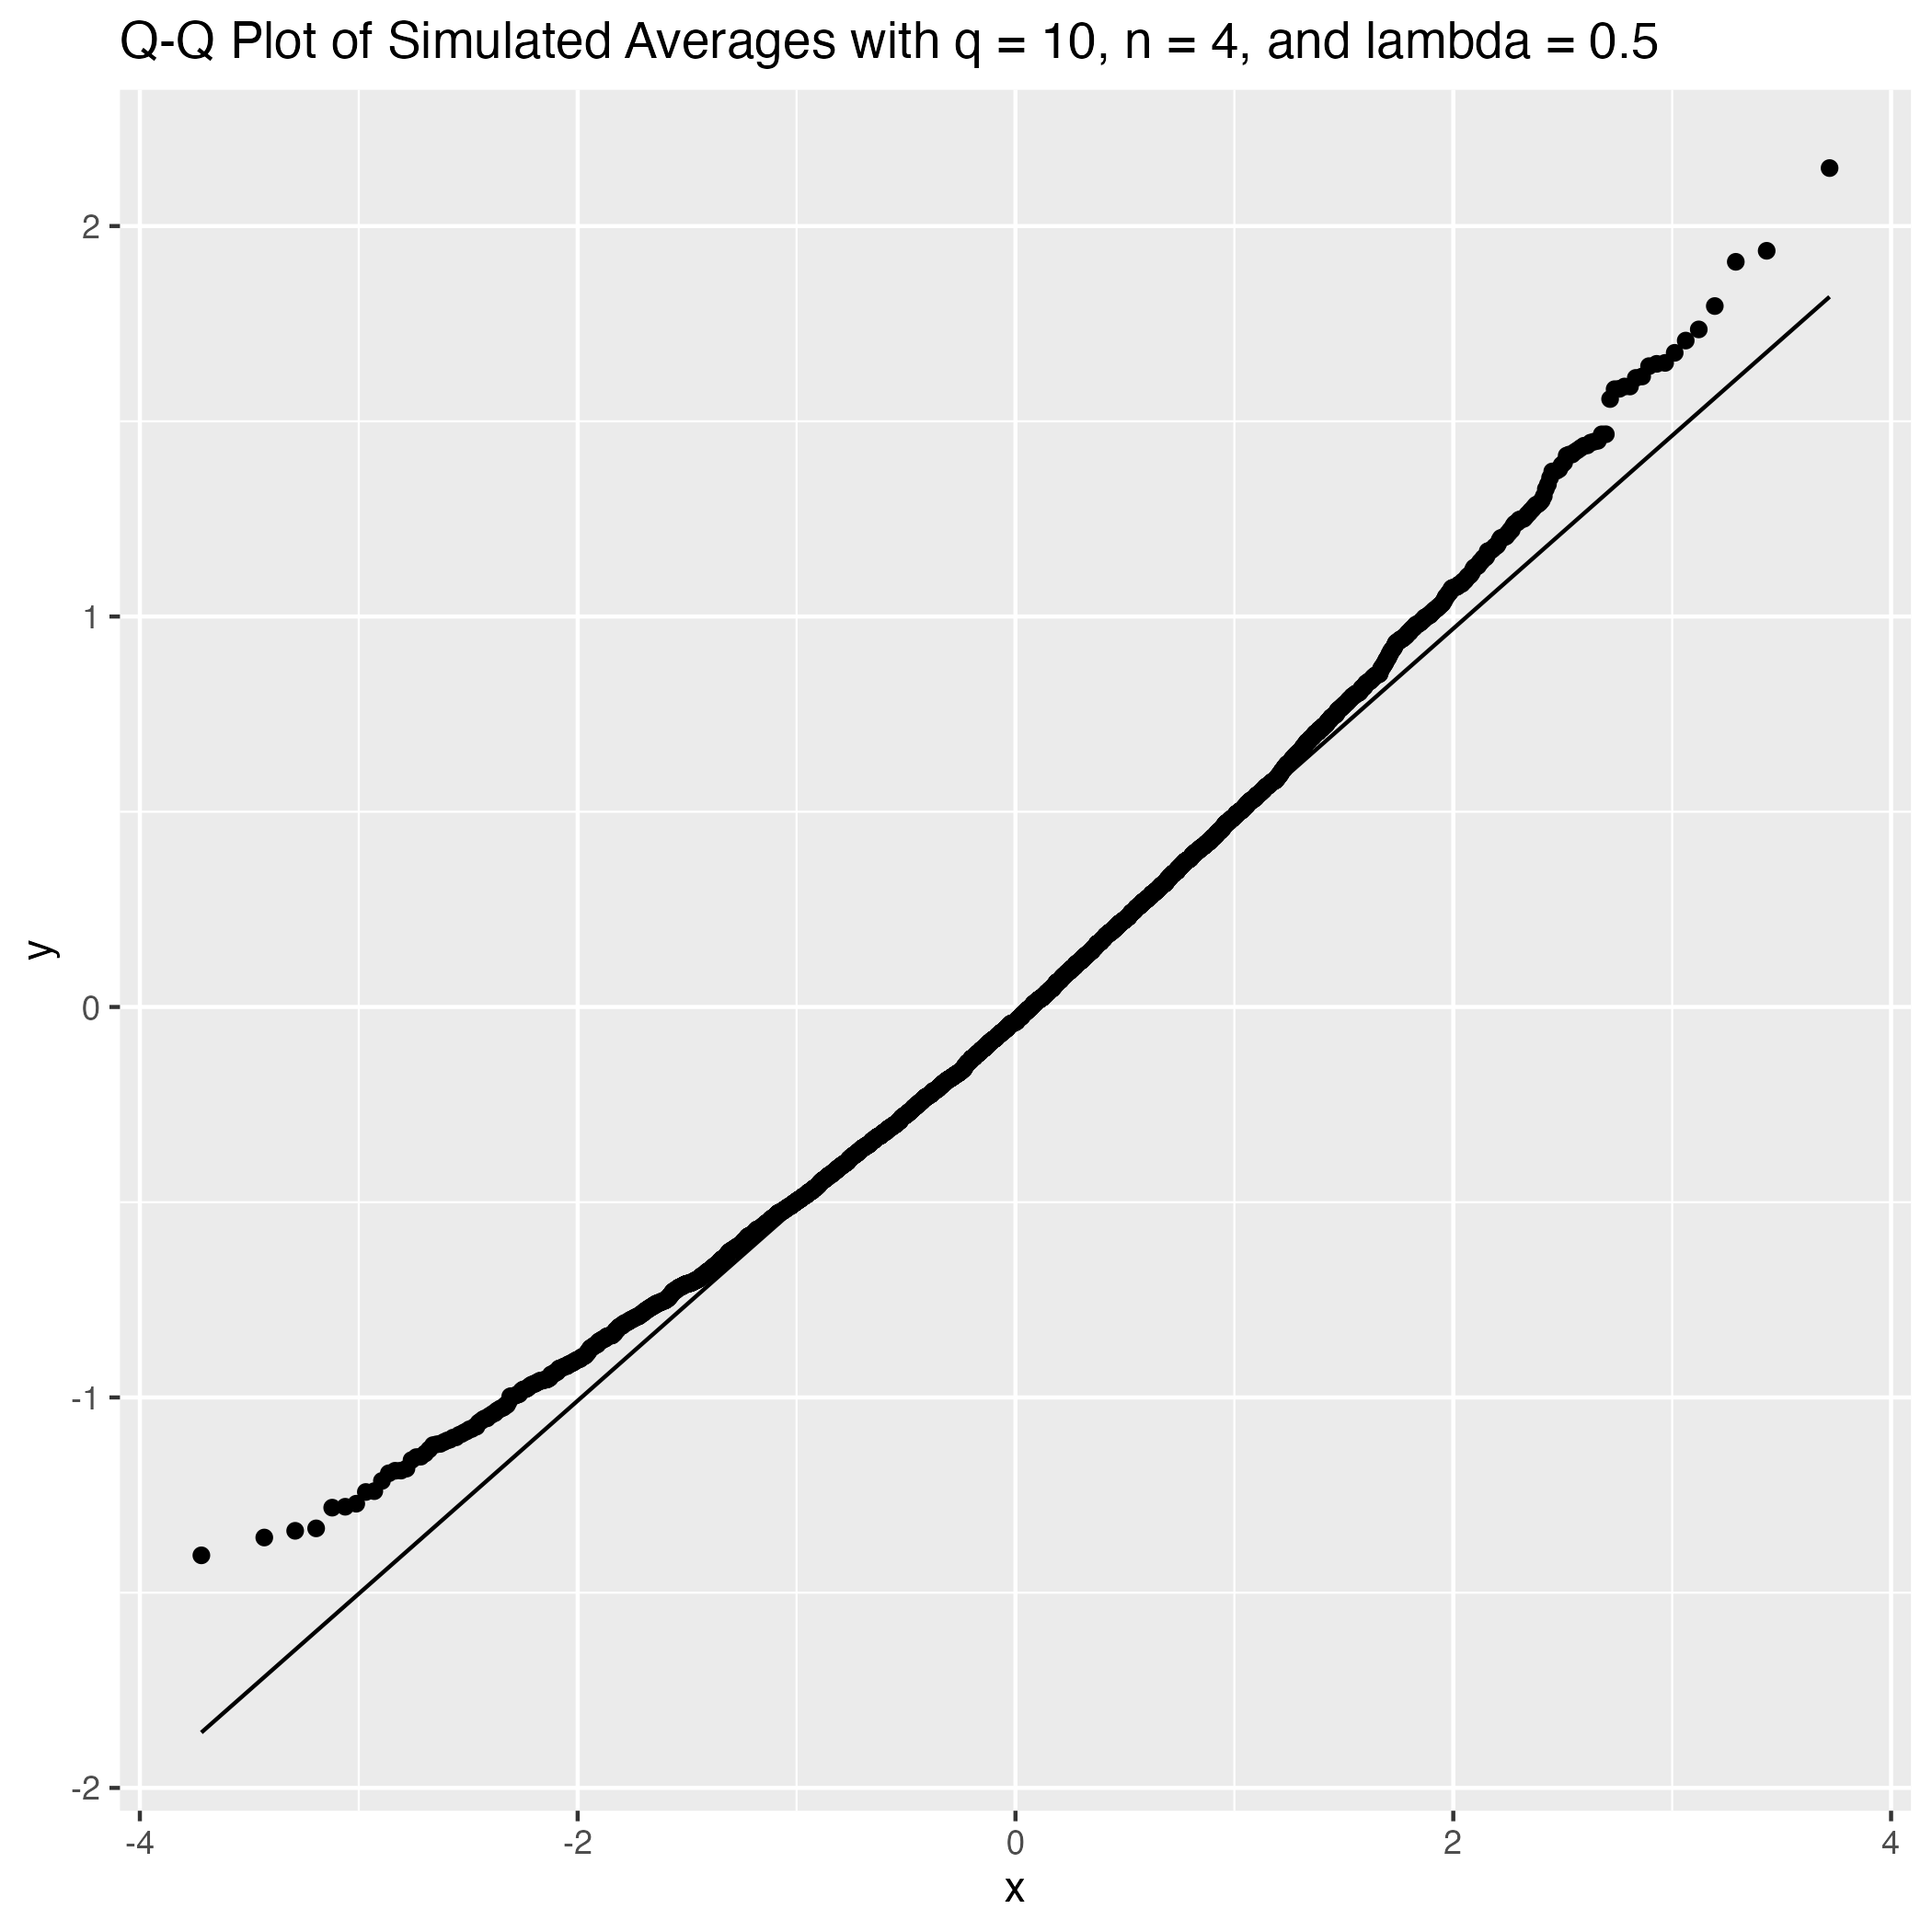 Q-Q Plot of Simulated Averages with q = 10, n = 4, and lambda = 0.5
2
1
0
-1
-2
y
-4 -2 0 2 4
x